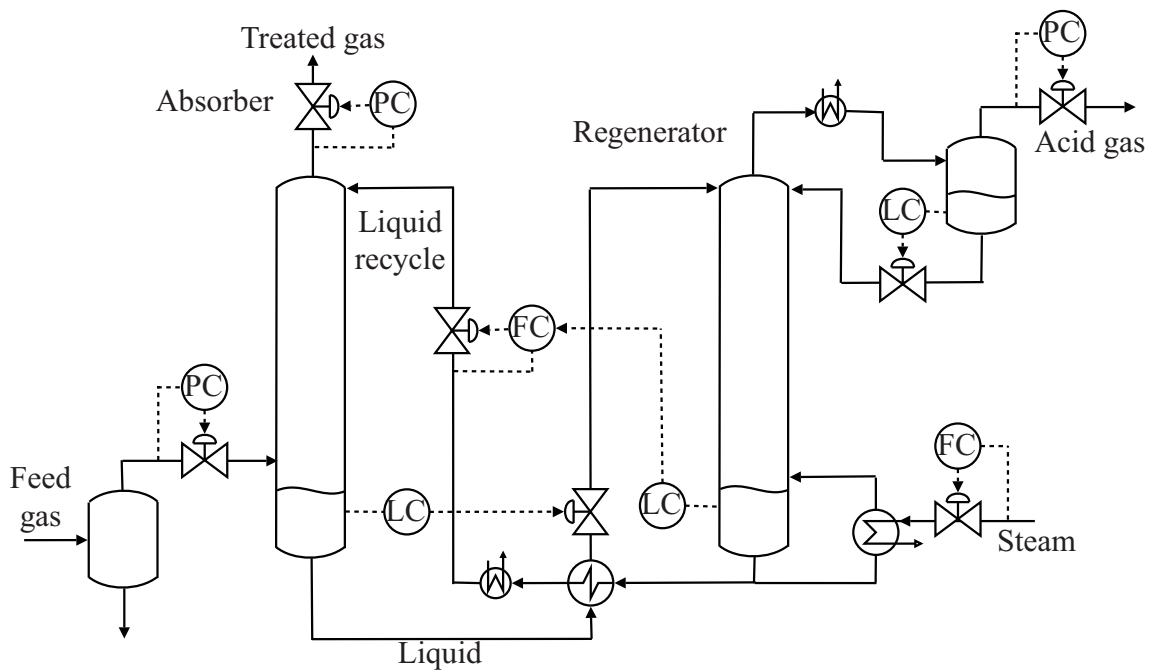 Treated gas
PC
Absorber
PC
Regenerator
Acid gas
LC
Liquid
recycle
FC
PC
FC
Feed
gas
LC
LC
Steam
Liquid